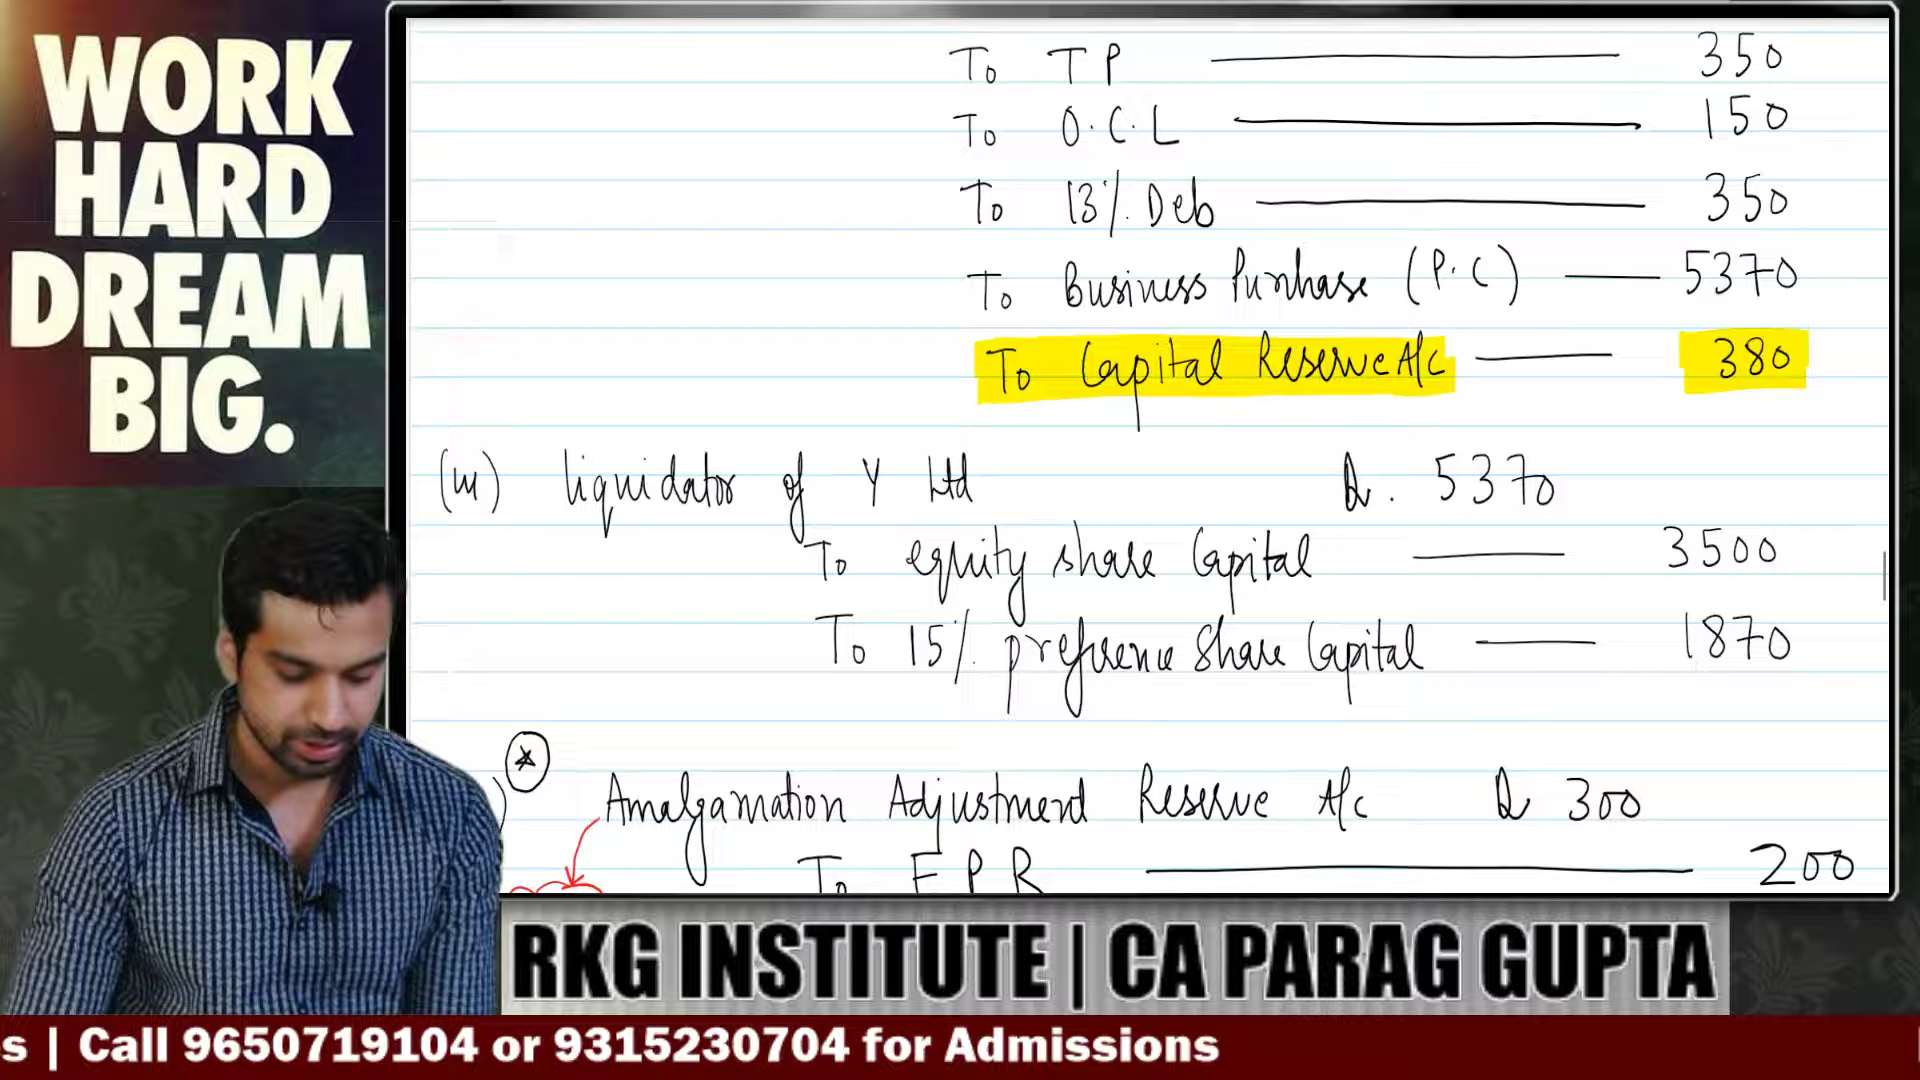 WORK
HARD
DREAM
BIG.
To T P 350
To O.C.L 150
To 13% Deb 350
To Business Purchase (P.C) 5370
To Capital Reserve A/c 380
(iii) liquidator of Y Ltd Dr. 5370
To equity share Capital 3500
To 15% preference Share Capital 1870
Amalgamation Adjustment Reserve A/c Dr 300
To F P R 200
RKG INSTITUTE | CA PARAG GUPTA
s | Call 9650719104 or 9315230704 for Admissions